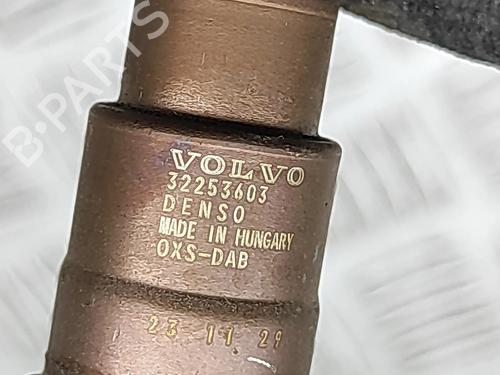 B-PARTS
VOLVO
32253603
DENSO
MADE IN HUNGARY
OXS-DAB
23 11 29